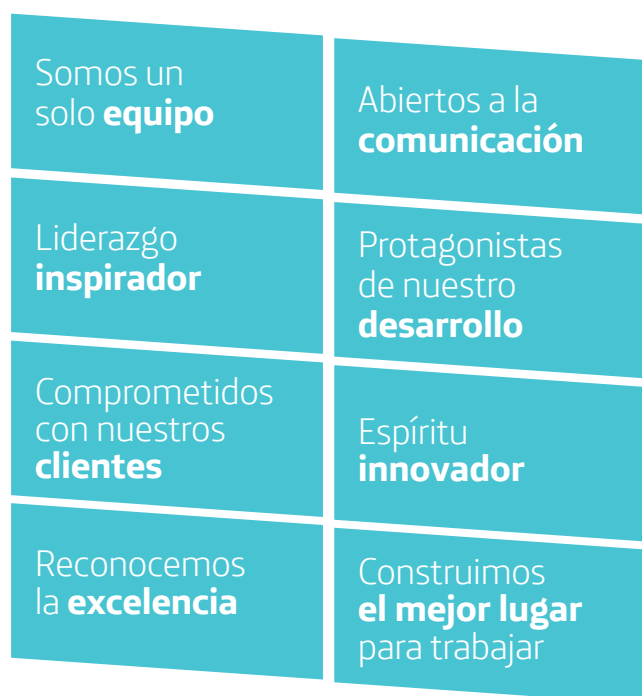 Somos un
solo equipo
Abiertos a la
comunicación
Liderazgo
inspirador
Protagonistas
de nuestro
desarrollo
Comprometidos
con nuestros
clientes
Espíritu
innovador
Reconocemos
la excelencia
Construimos
el mejor lugar
para trabajar